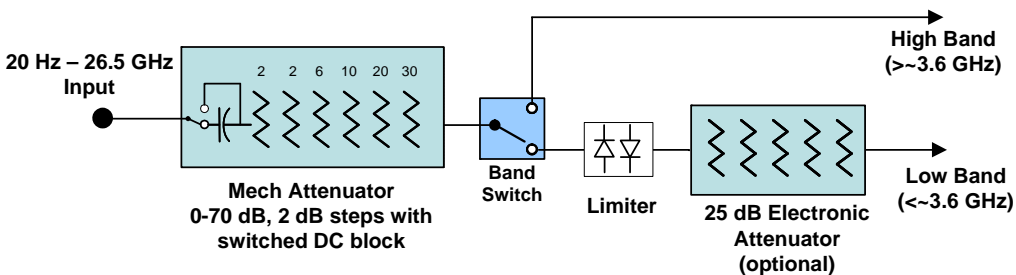 20 Hz – 26.5 GHz
Input
2 2 6 10 20 30
Mech Attenuator
0-70 dB, 2 dB steps with
switched DC block
Band
Switch
Limiter
High Band
(>~3.6 GHz)
25 dB Electronic
Attenuator
(optional)
Low Band
(<~3.6 GHz)